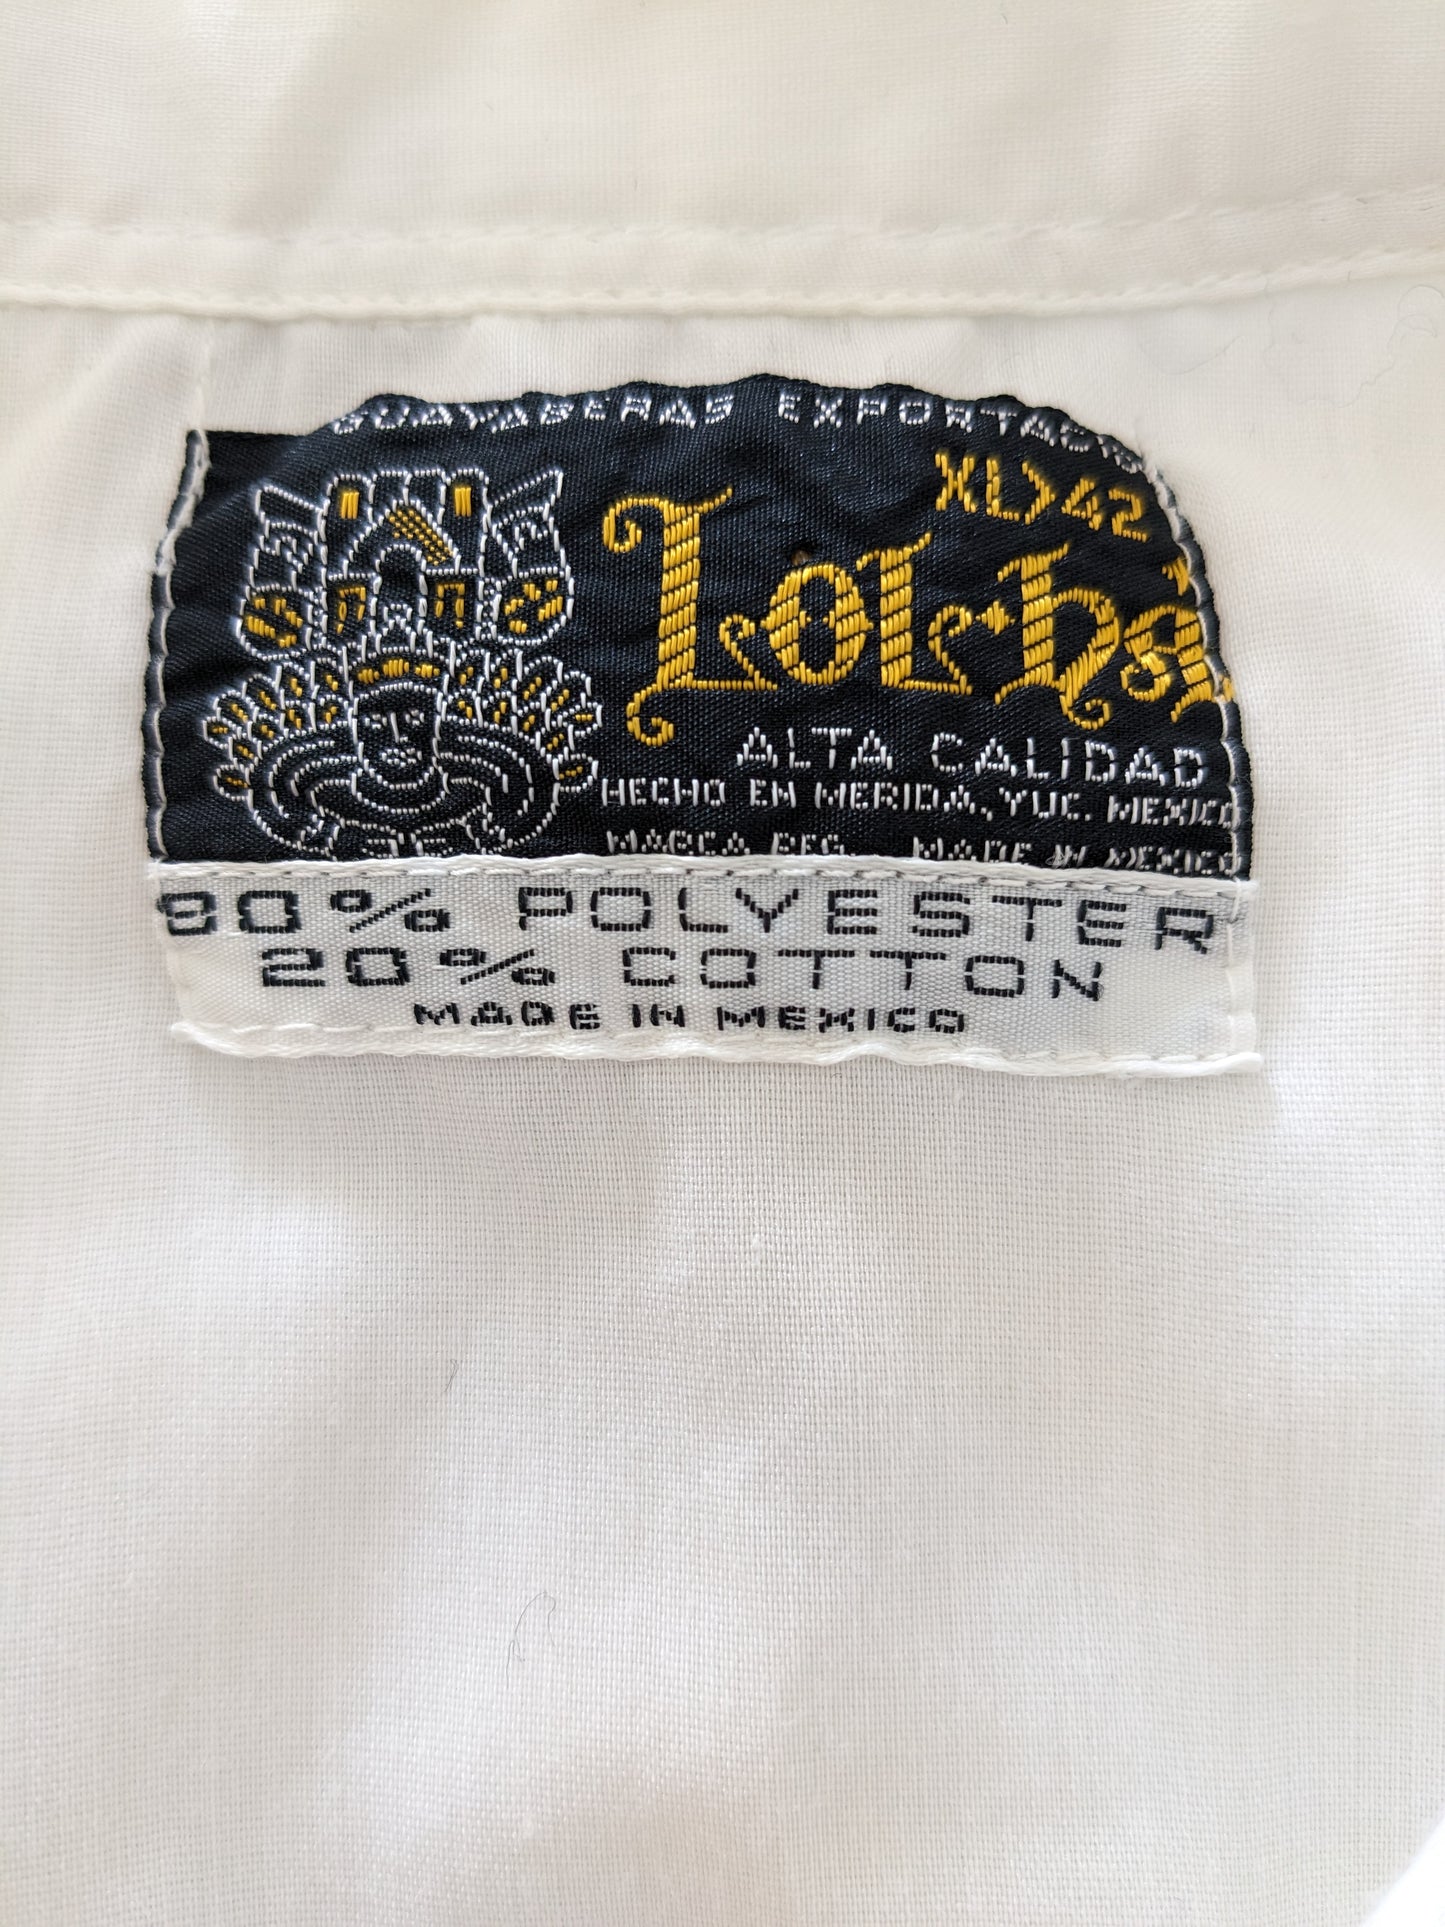 GUAYABERAS EXPORTACION
XL>42
LOL-ha
ALTA CALIDAD
HECHO EN MERIDA, YUC. MEXICO
MARCA REG. MADE IN MEXICO
80% POLYESTER
20% COTTON
MADE IN MEXICO